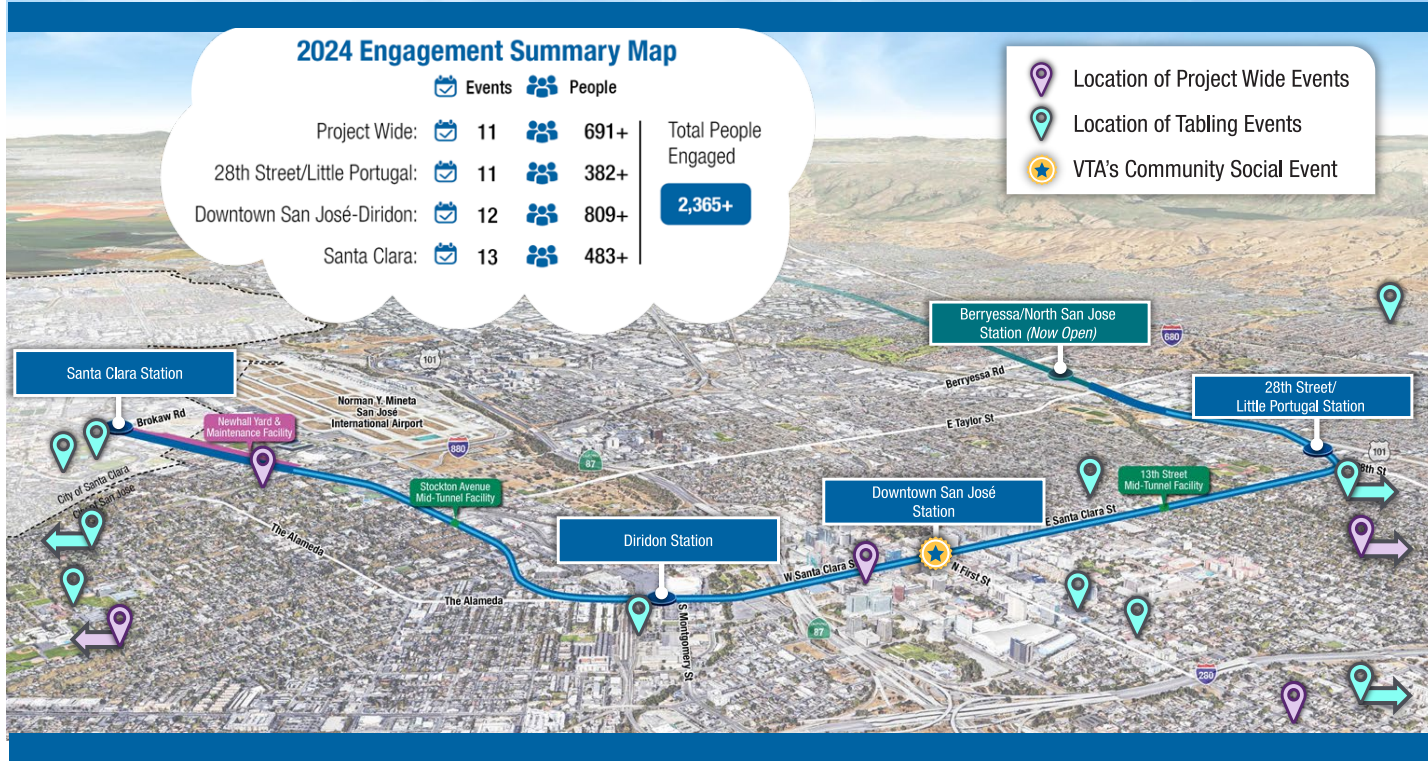 2024 Engagement Summary Map
Events People
Project Wide: 11 691+
28th Street/Little Portugal: 11 382+
Downtown San José-Diridon: 12 809+
Santa Clara: 13 483+
Total People
Engaged
2,365+
Location of Project Wide Events
Location of Tabling Events
VTA's Community Social Event
Berryessa/North San Jose
Station (Now Open)
680
Berryessa Rd
28th Street/
Little Portugal Station
101
8th St
Santa Clara Station
Brokaw Rd
Newhall Yard &
Maintenance Facility
Norman Y. Mineta
San José
International Airport
101
880
87
E Taylor St
City of Santa Clara
San Jose
Stockton Avenue
Mid-Tunnel Facility
13th Street
Mid-Tunnel Facility
Downtown San José
Station
E Santa Clara St
Diridon Station
W Santa Clara S
N First St
The Alameda
The Alameda
S Montgomery St
87
280